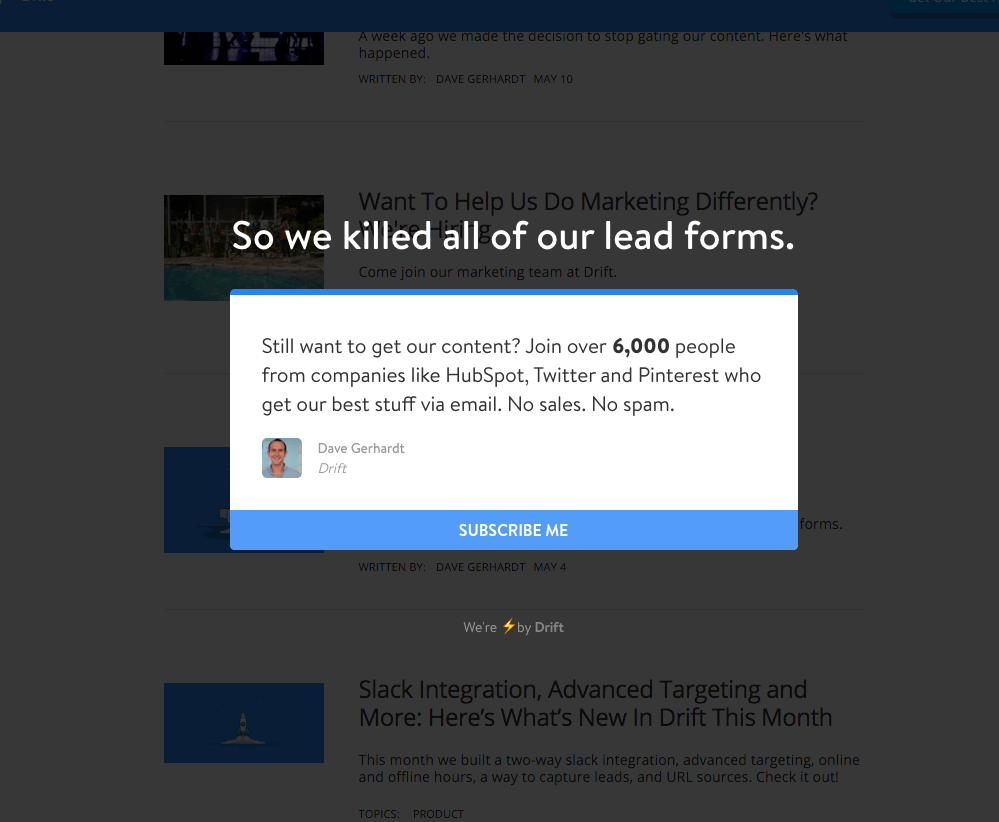 A week ago we made the decision to stop gating our content. Here's what
happened.
WRITTEN BY: DAVE GERHARDT MAY 10
Want To Help Us Do Marketing Differently?
We're Hiring
So we killed all of our lead forms.
Come join our marketing team at Drift.
Still want to get our content? Join over 6,000 people
from companies like HubSpot, Twitter and Pinterest who
get our best stuff via email. No sales. No spam.
Dave Gerhardt
Drift
forms.
SUBSCRIBE ME
WRITTEN BY: DAVE GERHARDT MAY 4
We're ⚡by Drift
Slack Integration, Advanced Targeting and
More: Here’s What’s New In Drift This Month
This month we built a two-way slack integration, advanced targeting, online
and offline hours, a way to capture leads, and URL sources. Check it out!
TOPICS: PRODUCT